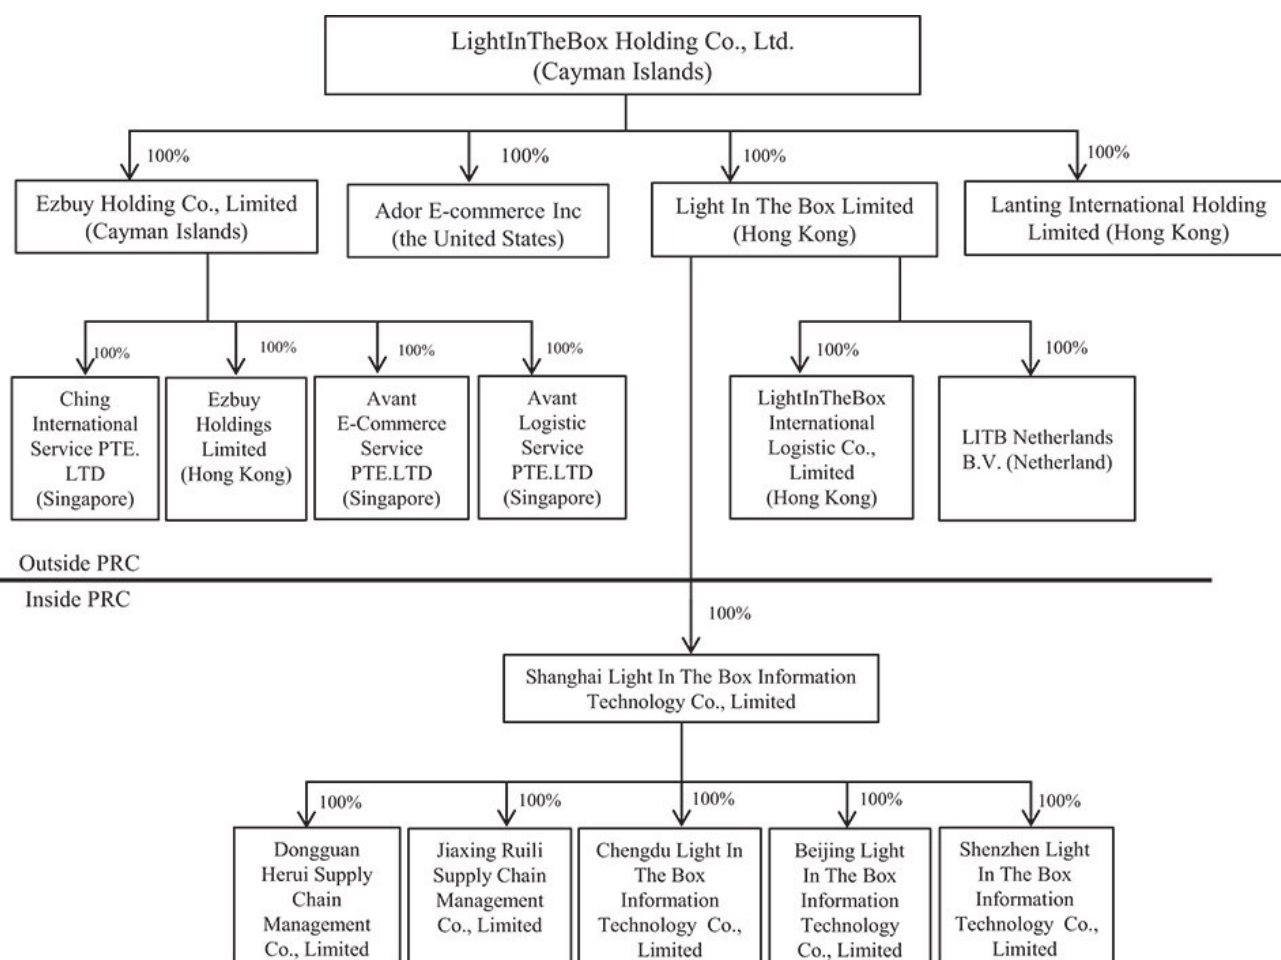 LightInTheBox Holding Co., Ltd.
(Cayman Islands)
100%
100%
100%
100%
Ezbuy Holding Co., Limited
(Cayman Islands)
Ador E-commerce Inc
(the United States)
Light In The Box Limited
(Hong Kong)
Lanting International Holding
Limited (Hong Kong)
100%
100%
100%
100%
100%
100%
Ching
International
Service PTE.
LTD
(Singapore)
Ezbuy
Holdings
Limited
(Hong Kong)
Avant
E-Commerce
Service
PTE.LTD
(Singapore)
Avant
Logistic
Service
PTE.LTD
(Singapore)
LightInTheBox
International
Logistic Co.,
Limited
(Hong Kong)
LITB Netherlands
B.V. (Netherland)
Outside PRC
Inside PRC
100%
Shanghai Light In The Box Information
Technology Co., Limited
100%
100%
100%
100%
100%
Dongguan
Herui Supply
Chain
Management
Co., Limited
Jiaxing Ruili
Supply Chain
Management
Co., Limited
Chengdu Light In
The Box
Information
Technology Co.,
Limited
Beijing Light
In The Box
Information
Technology
Co., Limited
Shenzhen Light
In The Box
Information
Technology Co.,
Limited